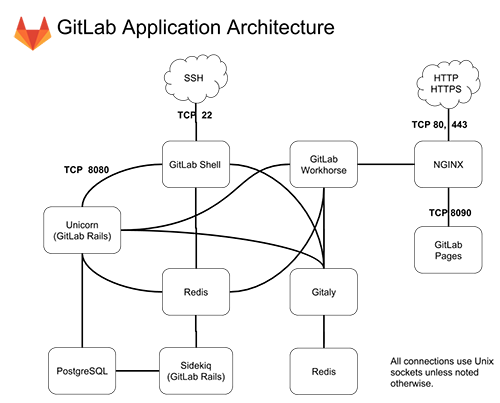 GitLab Application Architecture
SSH
HTTP
HTTPS
TCP 22
TCP 80, 443
TCP 8080
GitLab Shell
GitLab
Workhorse
NGINX
TCP 8090
Unicorn
(GitLab Rails)
GitLab
Pages
Redis
Gitaly
PostgreSQL
Sidekiq
(GitLab Rails)
Redis
All connections use Unix
sockets unless noted
otherwise.